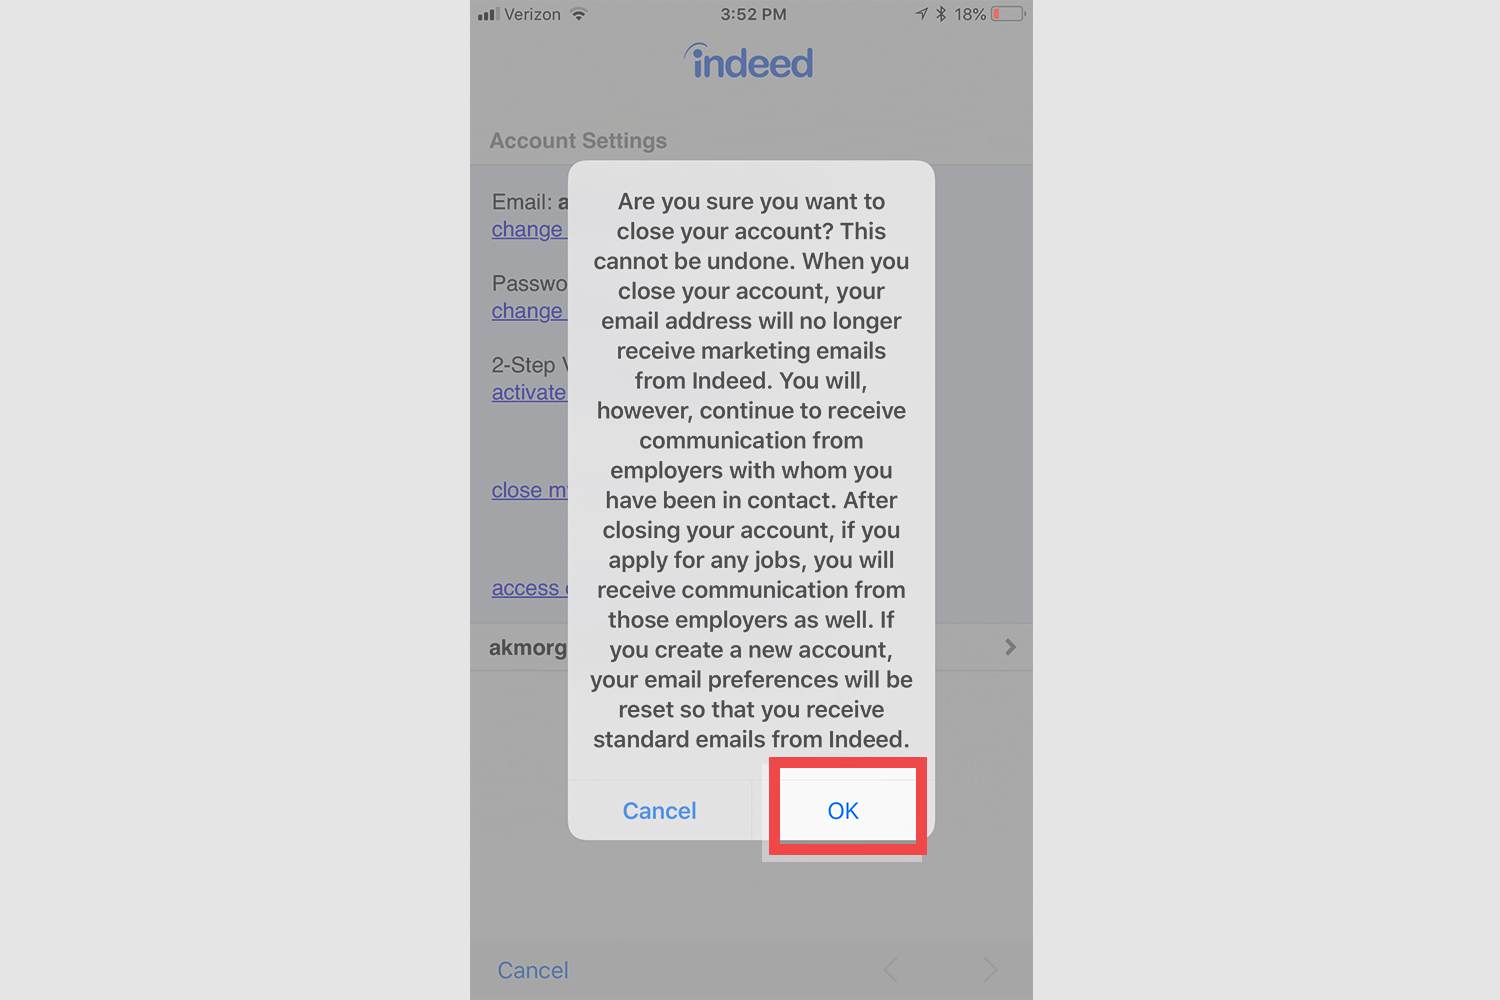 Verizon 3:52 PM 18%
indeed
Account Settings
Email: a
change
Passwo
change
2-Step
activate
close my
access
akmorg
Are you sure you want to
close your account? This
cannot be undone. When you
close your account, your
email address will no longer
receive marketing emails
from Indeed. You will,
however, continue to receive
communication from
employers with whom you
have been in contact. After
closing your account, if you
apply for any jobs, you will
receive communication from
those employers as well. If
you create a new account,
your email preferences will be
reset so that you receive
standard emails from Indeed.
Cancel OK
Cancel